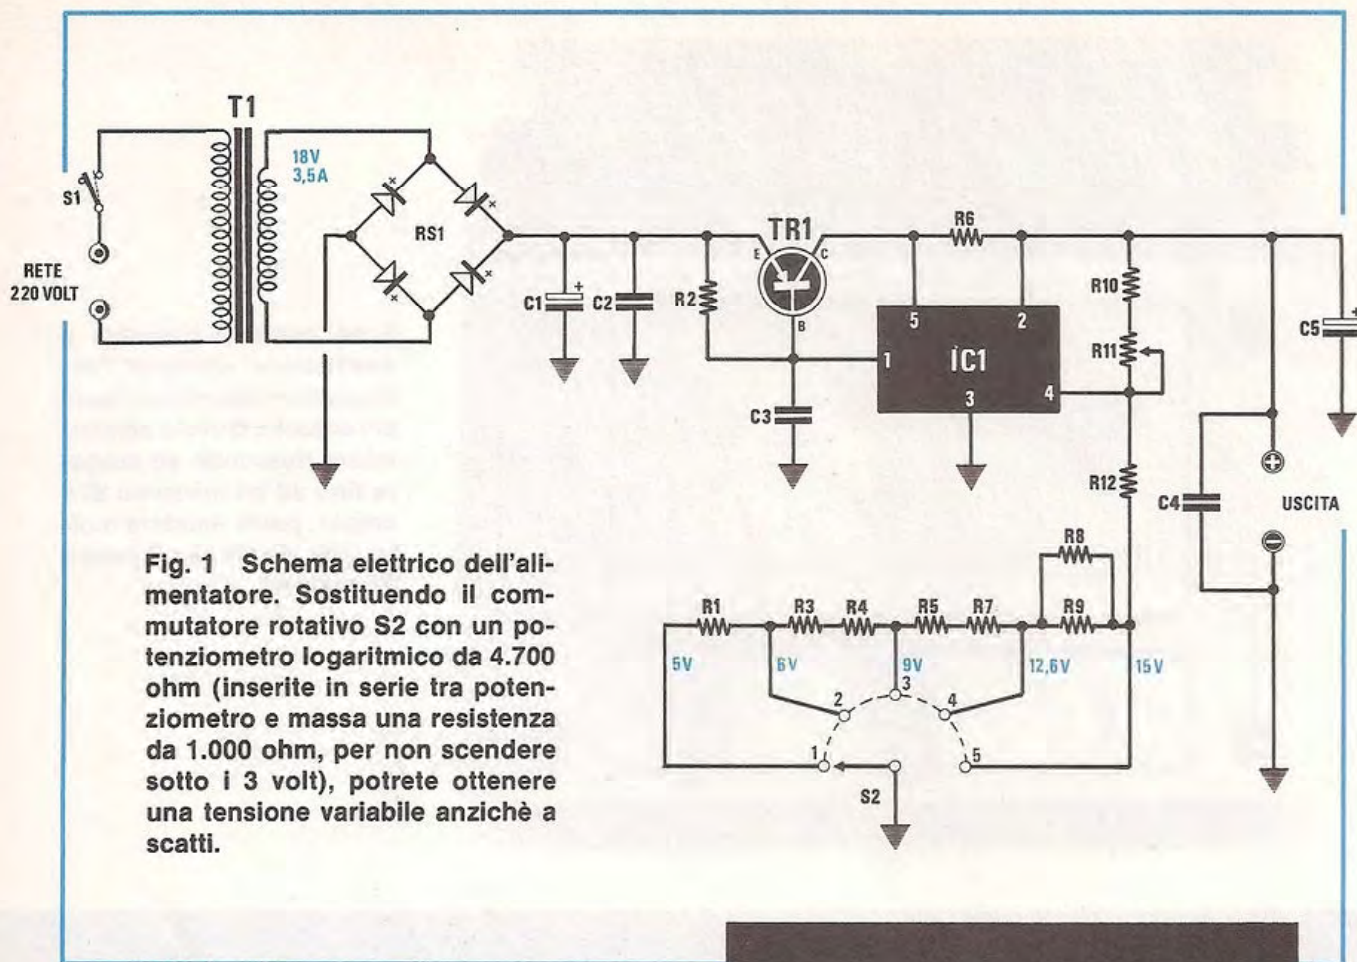 T1
18V
3,5A
S1
RS1
RETE
220 VOLT
C1
+
C2
R2
TR1
E
C
B
C3
R6
5
2
1
IC1
4
3
R10
R11
R12
C5
+
C4
USCITA
R8
R1
R3
R4
R5
R7
R9
5V
6V
9V
12,6V
15V
1
2
3
4
5
S2
Fig. 1 Schema elettrico dell'ali-
mentatore. Sostituendo il com-
mutatore rotativo S2 con un po-
tenziometro logaritmico da 4.700
ohm (inserite in serie tra poten-
ziometro e massa una resistenza
da 1.000 ohm, per non scendere
sotto i 3 volt), potrete ottenere
una tensione variabile anzichè a
scatti.